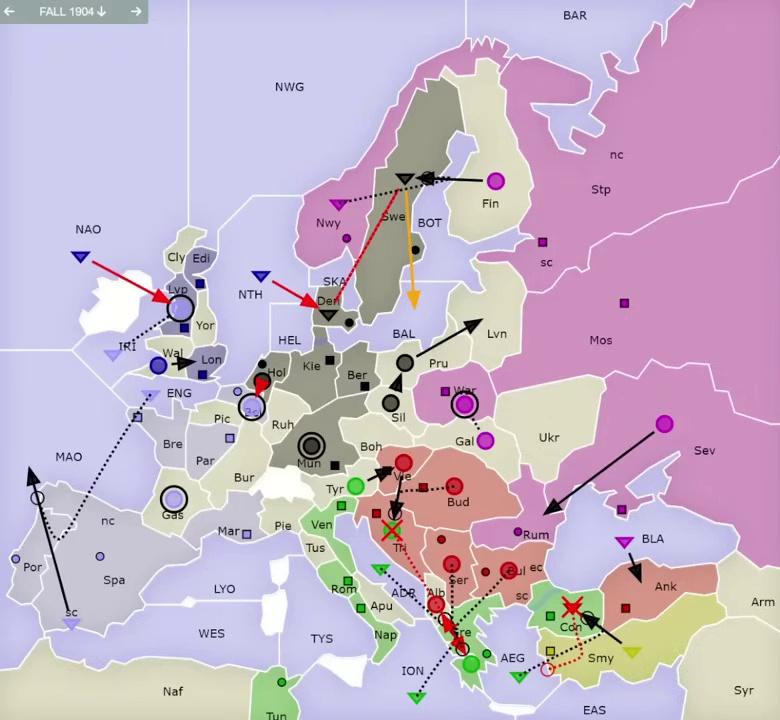 ← FALL 1904 ↓ →
BAR
NWG
nc
Stp
Fin
NAO
Nwy
Swe
BOT
Cly
Edi
sc
SKA
Lvp
NTH
Den
IRI
Yor
HEL
BAL
Lvn
Mos
Wal
Lon
Hol
Kie
Ber
Pru
ENG
Bel
Sil
War
Pic
Ruh
Gal
Ukr
Bre
Boh
Sev
MAO
Par
Mun
Bur
Tyr
Vie
Bud
Gas
nc
Ven
Mar
Pie
Tri
Rum
BLA
Por
Spa
Tus
Ser
Bul
ec
Ank
LYO
Rom
ADR
Alb
sc
Arm
sc
Apu
Con
WES
TYS
Nap
Gre
AEG
Smy
ION
Naf
Tun
EAS
Syr